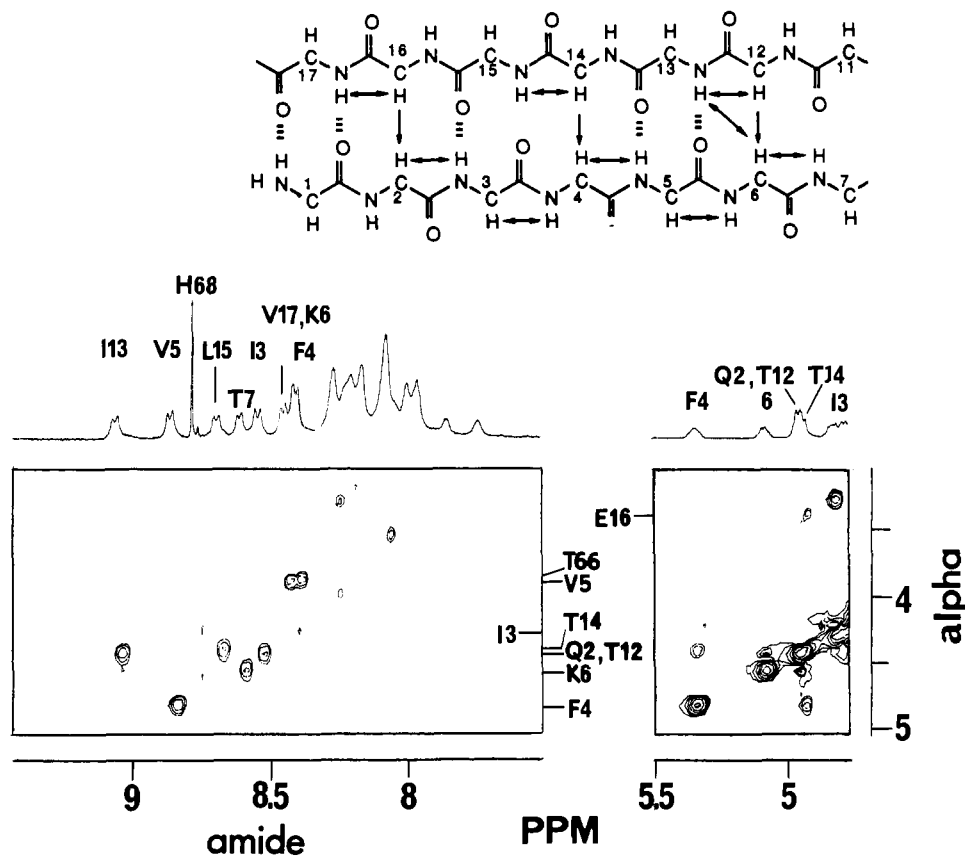 H O H H O H H O H
16 14 12
C N C N C N C N C N C N C
17 15 13 11
H H O H H O H H O
O
H O H H O H H O H H
H N C N C N C N C N C N C N C
1 2 3 4 5 6 7
H H O H H O H H O H
H68
V17,K6
I13 V5 L15 I3 F4
T7
Q2,T12 T14
F4 6 I3
E16
T66
V5
I3 T14
Q2,T12
K6
F4
4
5
alpha
9 8.5 8
5.5 5
amide PPM